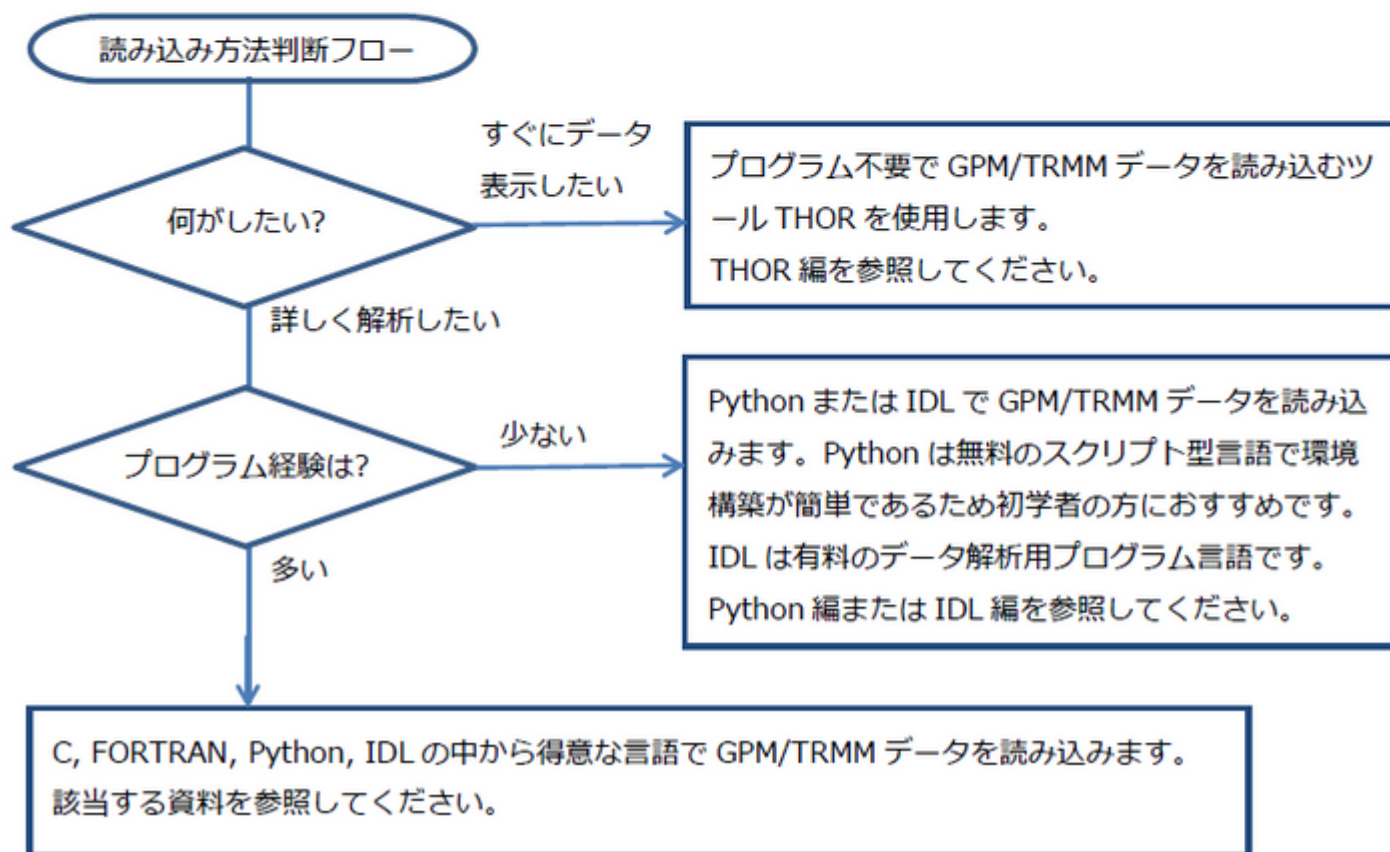 読み込み方法判断フロー
すぐにデータ
表示したい
何がしたい?
プログラム不要で GPM/TRMM データを読み込むツ
ール THOR を使用します。
THOR 編を参照してください。
詳しく解析したい
プログラム経験は?
少ない
Python または IDL で GPM/TRMM データを読み込
みます。Python は無料のスクリプト型言語で環境
構築が簡単であるため初学者の方におすすめです。
IDL は有料のデータ解析用プログラム言語です。
Python 編または IDL 編を参照してください。
多い
C, FORTRAN, Python, IDL の中から得意な言語で GPM/TRMM データを読み込みます。
該当する資料を参照してください。